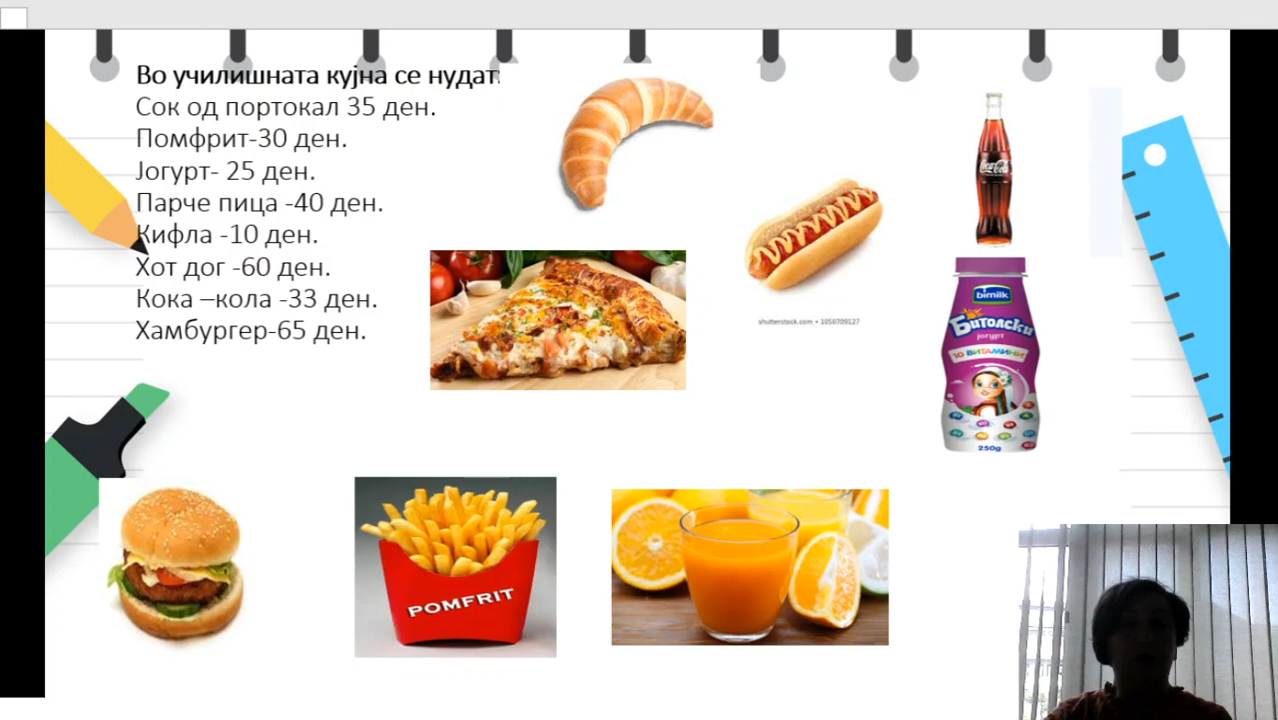 Во училишната кујна се нудат:
Сок од портокал 35 ден.
Помфрит-30 ден.
Јогурт- 25 ден.
Парче пица -40 ден.
Кифла -10 ден.
Хот дог -60 ден.
Кока –кола -33 ден.
Хамбургер-65 ден.
Coca-Cola
shutterstock.com • 1050709127
bimilk
Битолски
јогурт
10 ВИТАМИНИ
250g
POMFRIT